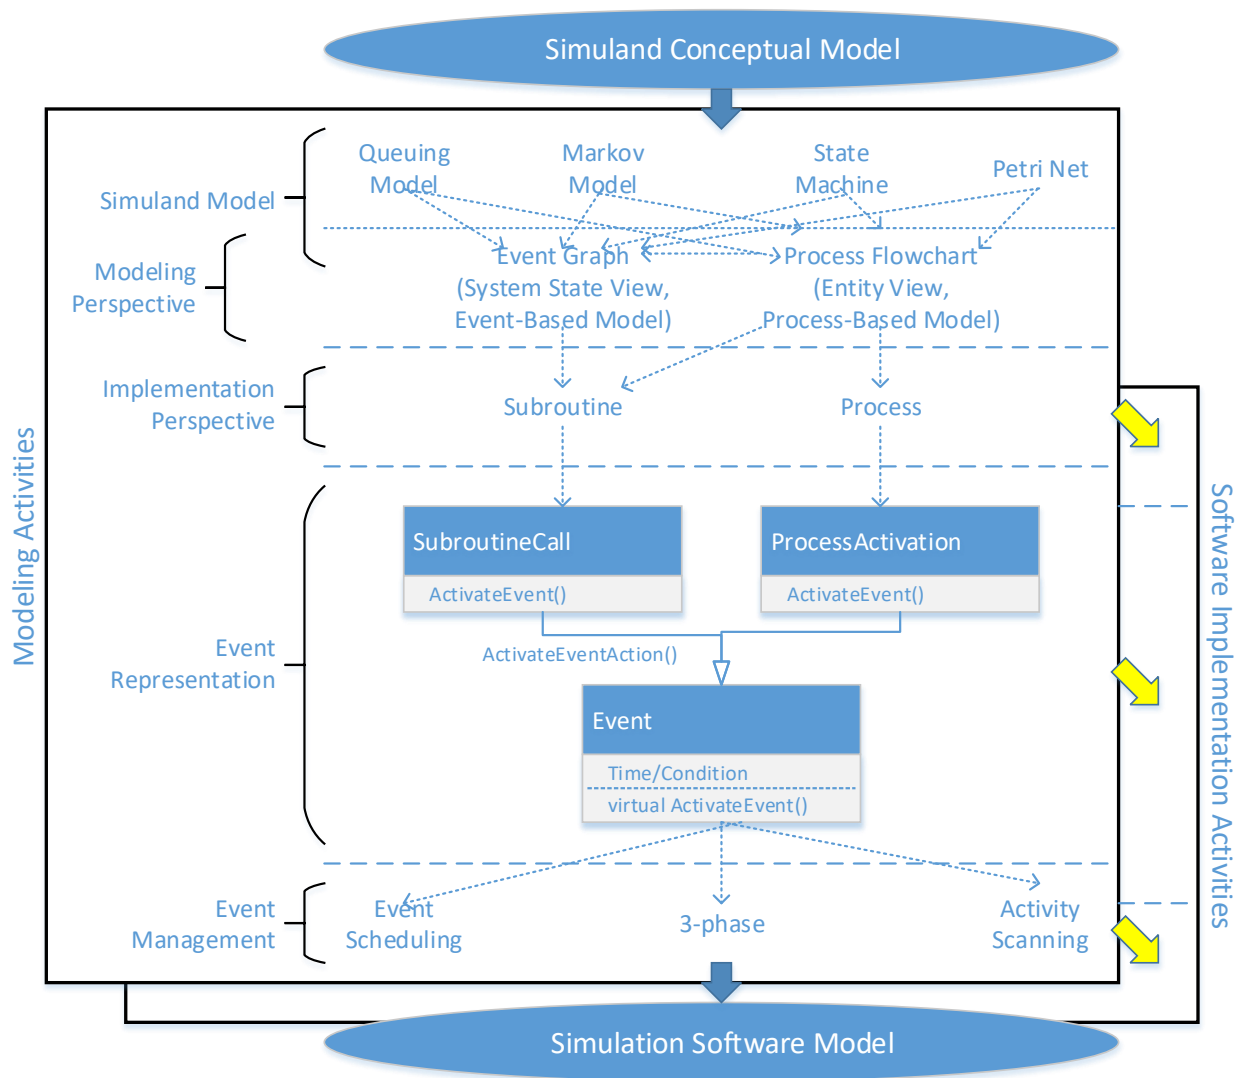 Simuland Conceptual Model
Queuing
Model
Markov
Model
State
Machine
Petri Net
Simuland Model
Modeling
Perspective
Event Graph
(System State View,
Event-Based Model)
Process Flowchart
(Entity View,
Process-Based Model)
Implementation
Perspective
Subroutine
Process
Modeling Activities
Software Implementation Activities
SubroutineCall
ActivateEvent()
ProcessActivation
ActivateEvent()
ActivateEventAction()
Event
Representation
Event
Time/Condition
virtual ActivateEvent()
Event
Management
Event
Scheduling
3-phase
Activity
Scanning
Simulation Software Model